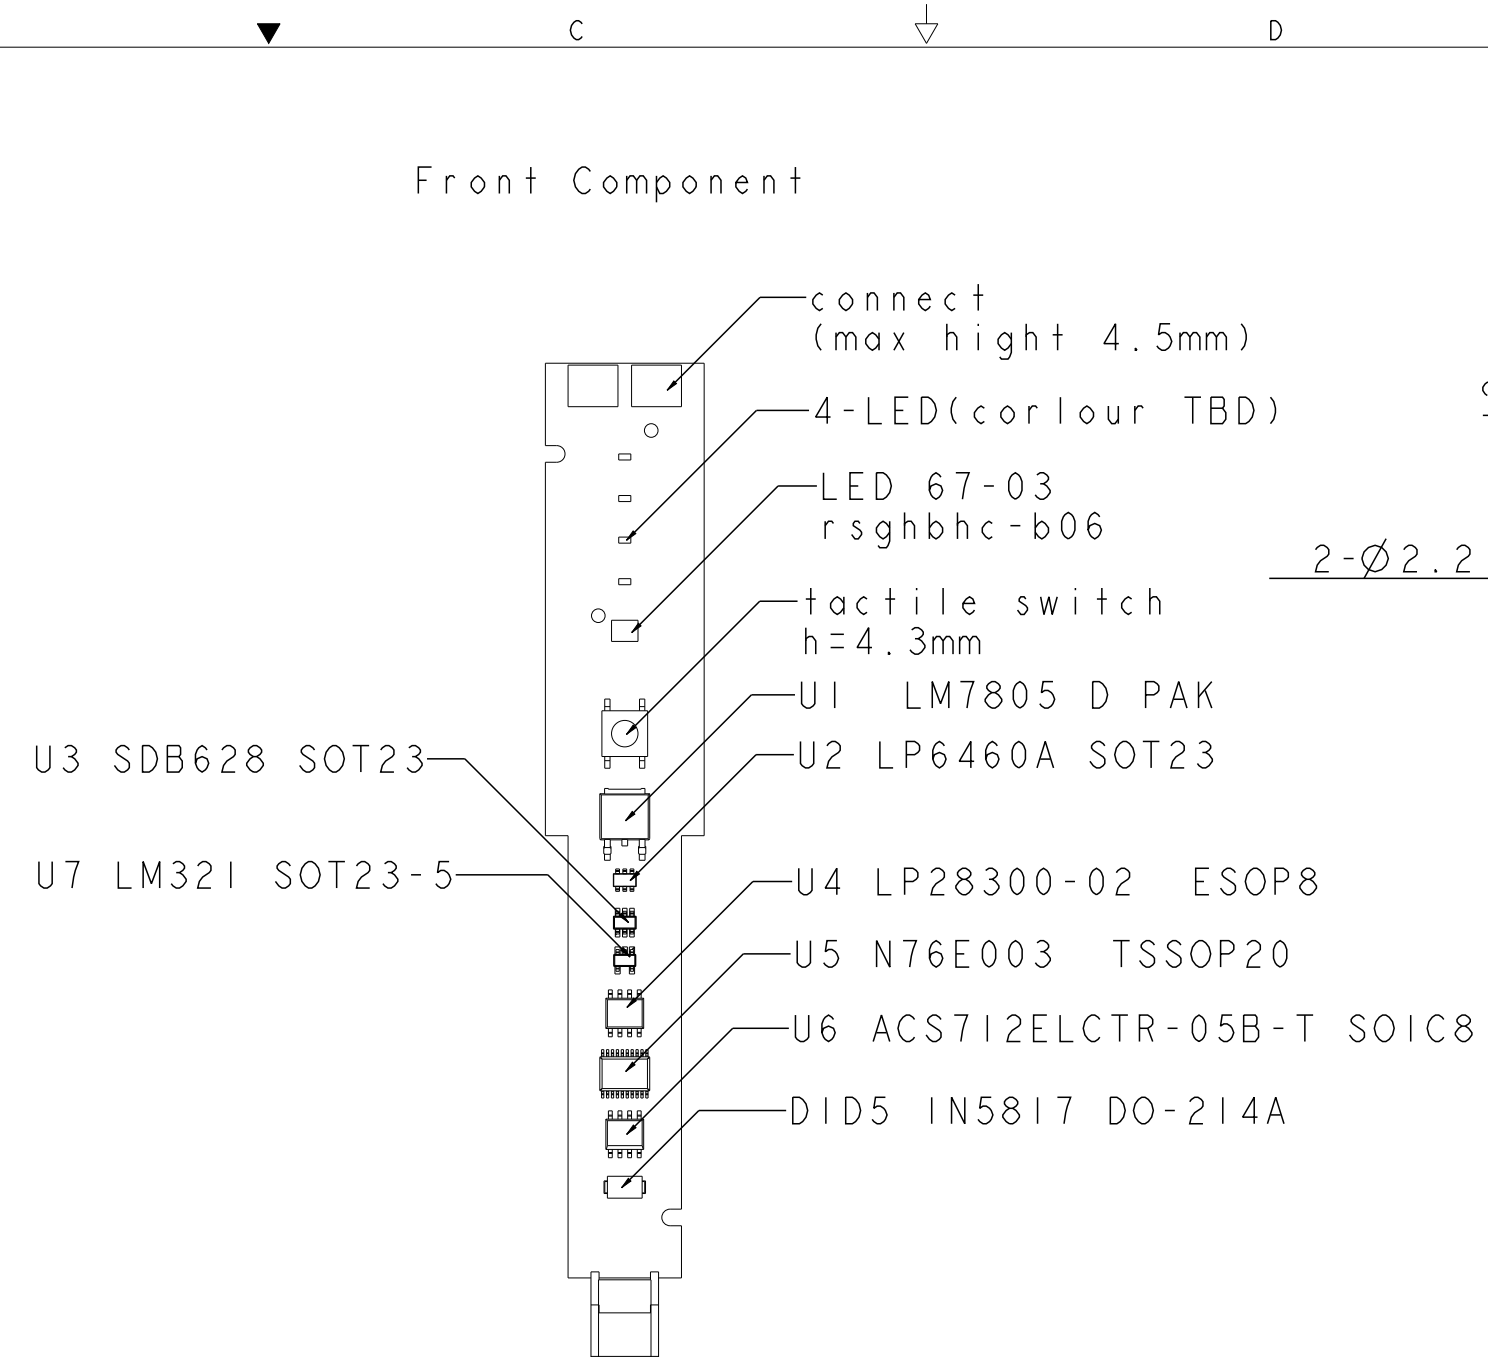 C
D
Front Component
connect
(max hight 4.5mm)
4-LED(corlour TBD)
LED 67-03
rsghbhc-b06
2-Ø2.2
tactile switch
h=4.3mm
U1 LM7805 D PAK
U3 SDB628 SOT23
U2 LP6460A SOT23
U7 LM321 SOT23-5
U4 LP28300-02 ESOP8
U5 N76E003 TSSOP20
U6 ACS712ELCTR-05B-T SOIC8
D1D5 1N5817 DO-214A